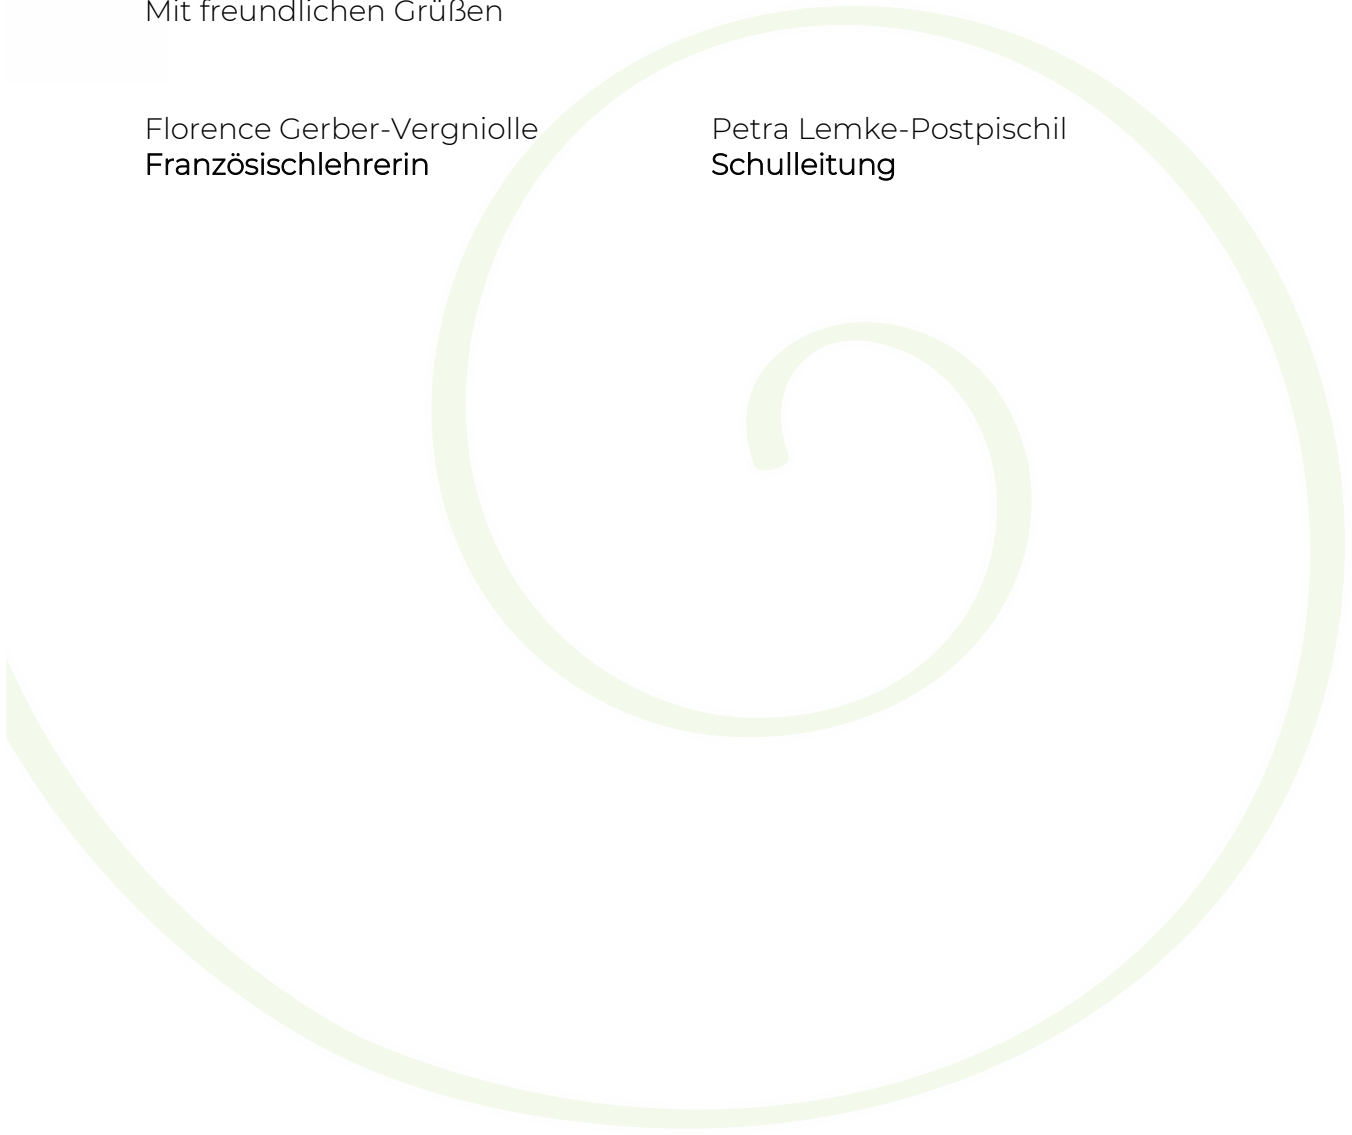 Mit freundlichen Grüßen
Florence Gerber-Vergniolle
Petra Lemke-Postpischil
Französischlehrerin
Schulleitung